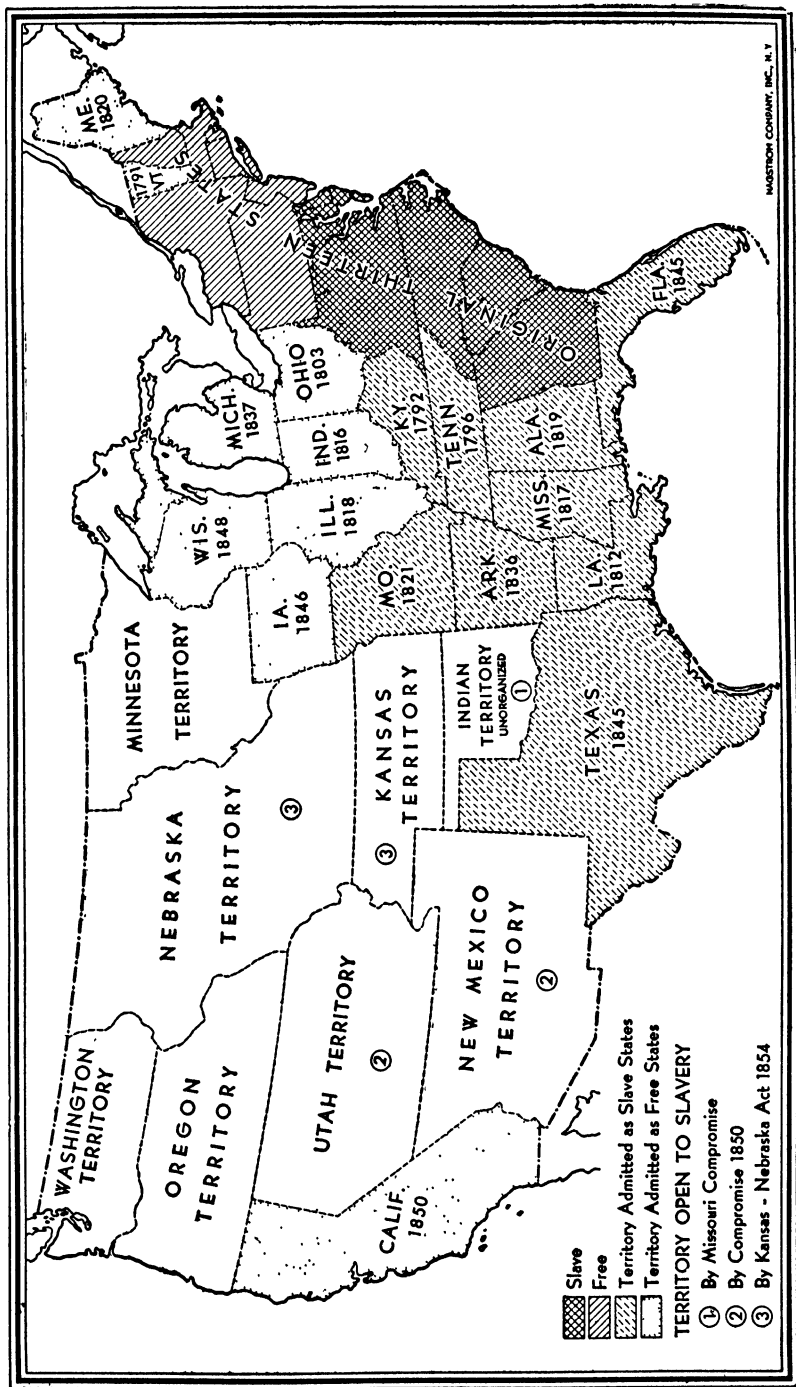 WASHINGTON
TERRITORY
OREGON
TERRITORY
UTAH TERRITORY
②
CALIF.
1850
NEBRASKA
TERRITORY
③
NEW MEXICO
TERRITORY
②
MINNESOTA
TERRITORY
KANSAS
TERRITORY
③
INDIAN
TERRITORY
UNORGANIZED
①
TEXAS
1845
IA.
1846
MO.
1821
ARK.
1836
LA.
1812
WIS.
1848
ILL.
1818
MISS.
1817
MICH.
1837
IND.
1816
OHIO
1803
KY.
1792
TENN.
1796
ALA.
1819
FLA.
1845
ME.
1820
1791
VT.
ORIGINAL THIRTEEN STATES
Slave
Free
Territory Admitted as Slave States
Territory Admitted as Free States
TERRITORY OPEN TO SLAVERY
① By Missouri Compromise
② By Compromise 1850
③ By Kansas - Nebraska Act 1854
HAGSTROM COMPANY, INC., N.Y